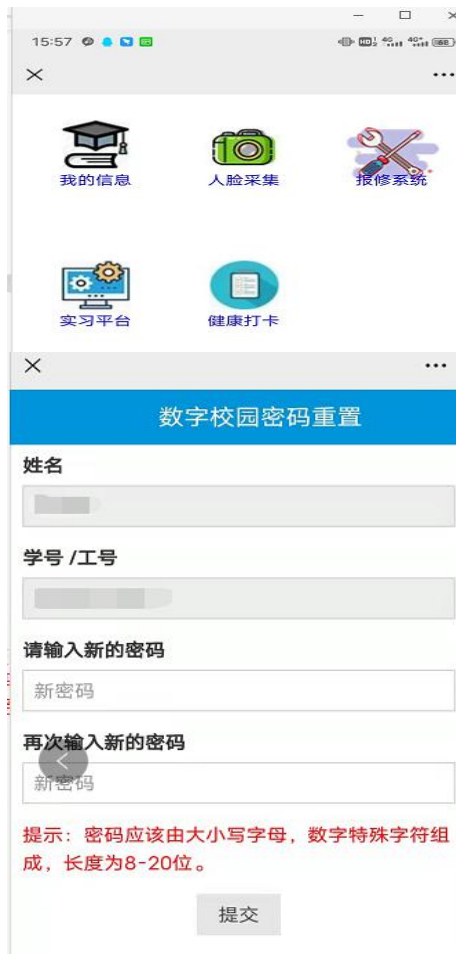 15:57
我的信息 人脸采集 报修系统
实习平台 健康打卡
数字校园密码重置
姓名
学号 /工号
请输入新的密码
新密码
再次输入新的密码
新密码
提示：密码应该由大小写字母，数字特殊字符组
成，长度为8-20位。
提交